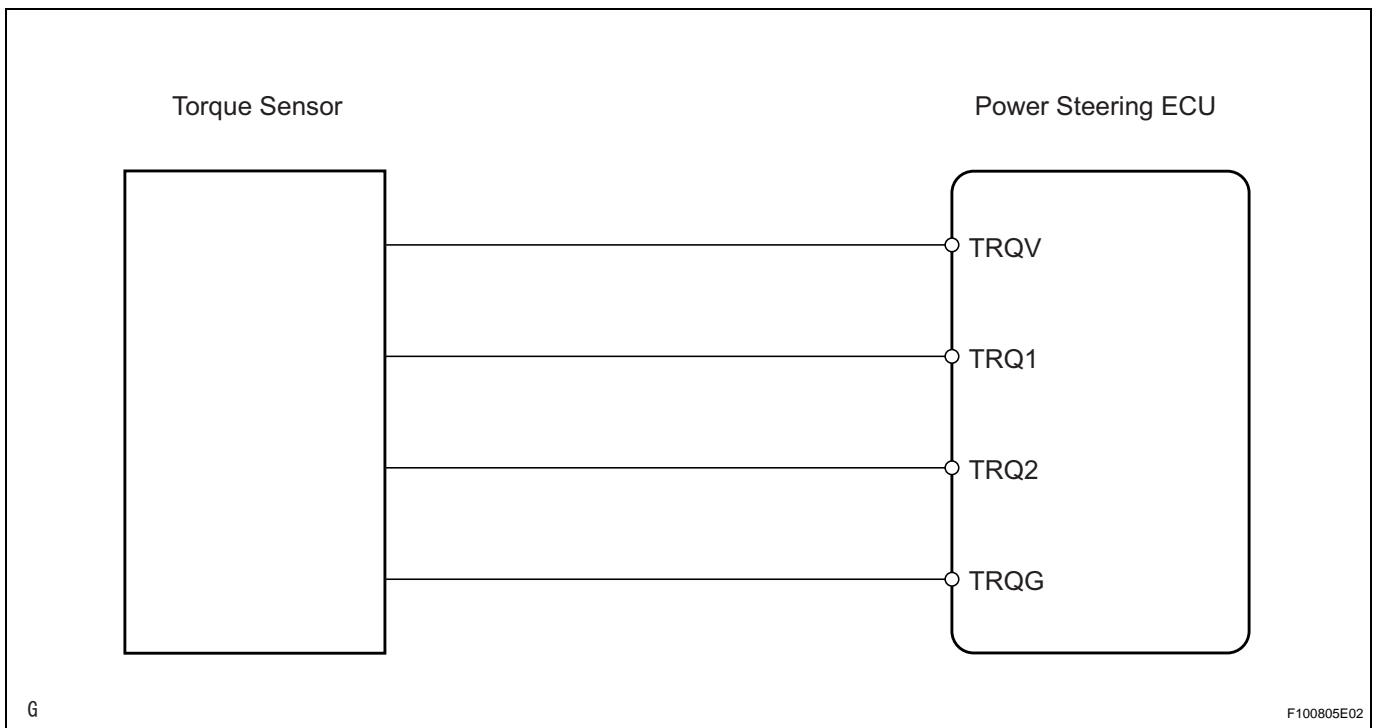 Torque Sensor
Power Steering ECU
TRQV
TRQ1
TRQ2
TRQG
G
F100805E02